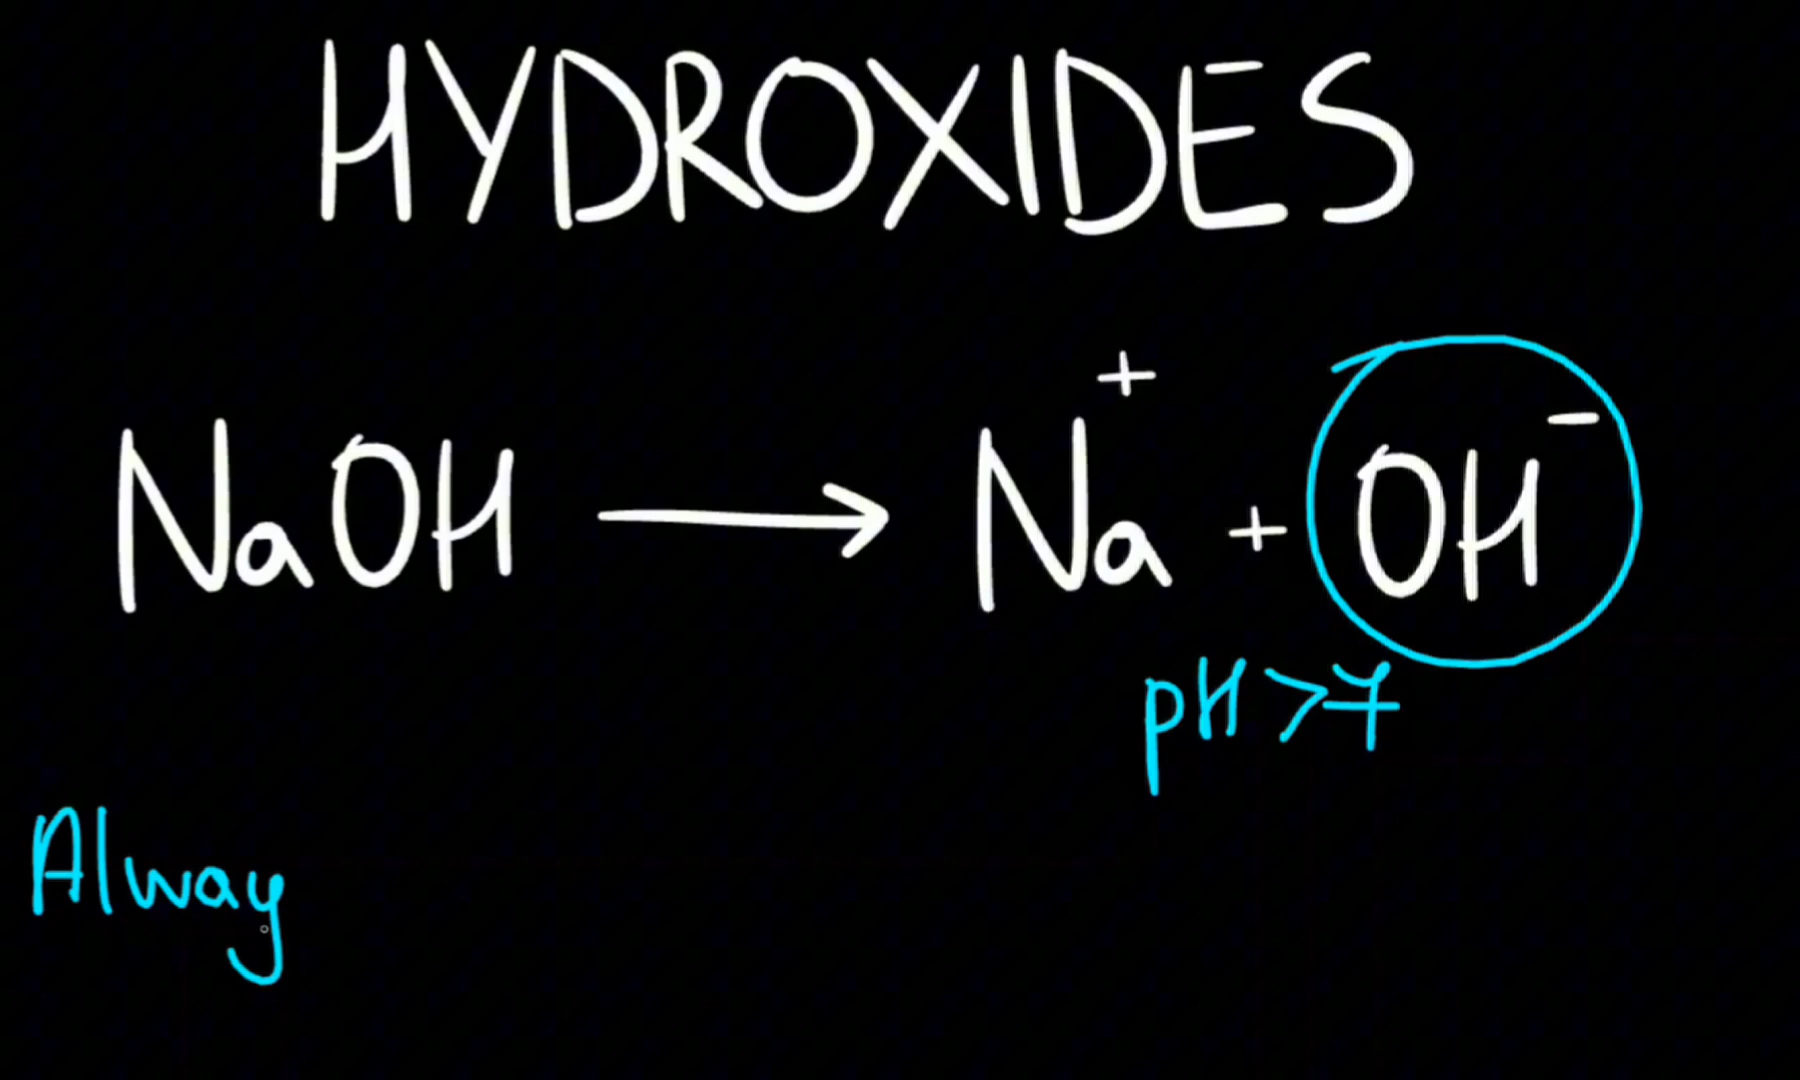 HYDROXIDES
NaOH → Na⁺ + OH⁻
pH >7
Alway